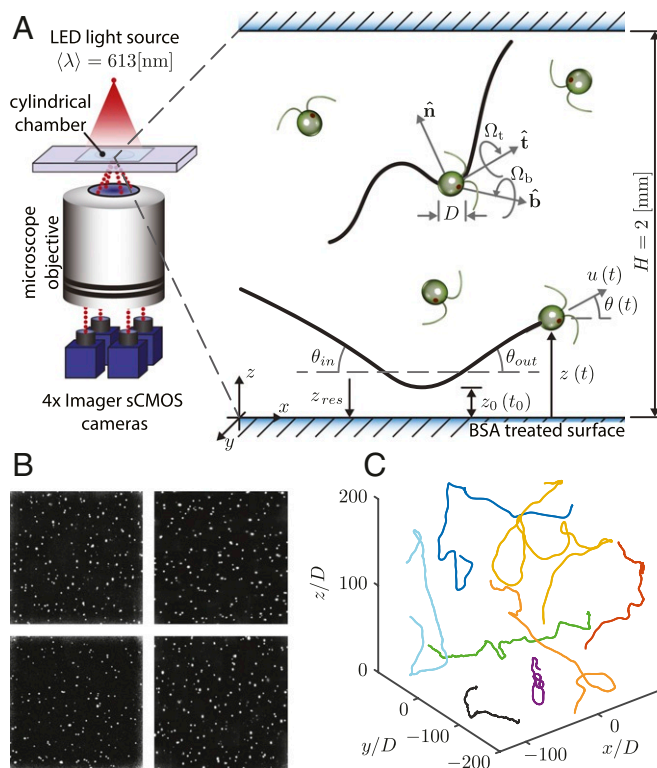 A
LED light source
⟨λ⟩ = 613[nm]
cylindrical
chamber
microscope
objective
4x Imager sCMOS
cameras
n̂
Ω_t
t̂
Ω_b
b̂
D
H = 2 [mm]
u (t)
θ (t)
θ_in
θ_out
z
x
y
z_res
z_0 (t_0)
z (t)
BSA treated surface
B
C
200
100
0
z/D
0
−100
−200
y/D
−100
0
x/D